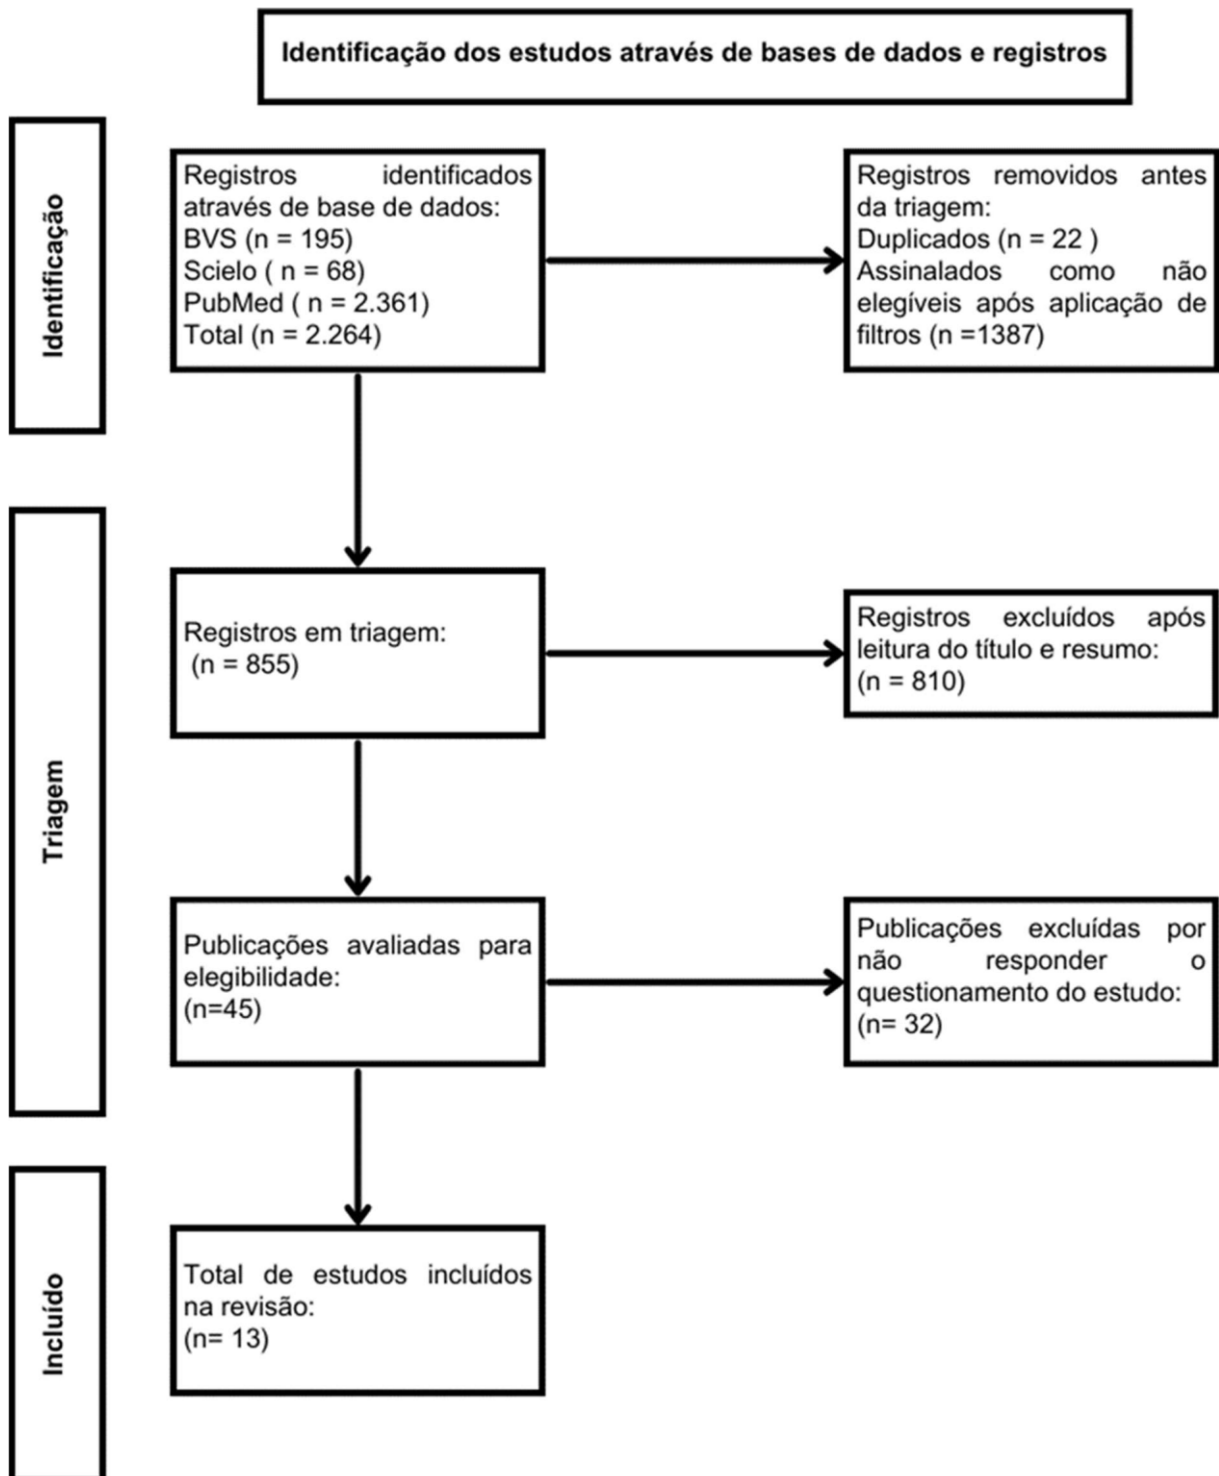 Identificação dos estudos através de bases de dados e registros
Identificação
Registros identificados
através de base de dados:
BVS (n = 195)
Scielo ( n = 68)
PubMed ( n = 2.361)
Total (n = 2.264)
Registros removidos antes
da triagem:
Duplicados (n = 22 )
Assinalados como não
elegíveis após aplicação de
filtros (n =1387)
Triagem
Registros em triagem:
(n = 855)
Registros excluídos após
leitura do título e resumo:
(n = 810)
Publicações avaliadas para
elegibilidade:
(n=45)
Publicações excluídas por
não responder o
questionamento do estudo:
(n= 32)
Incluído
Total de estudos incluídos
na revisão:
(n= 13)